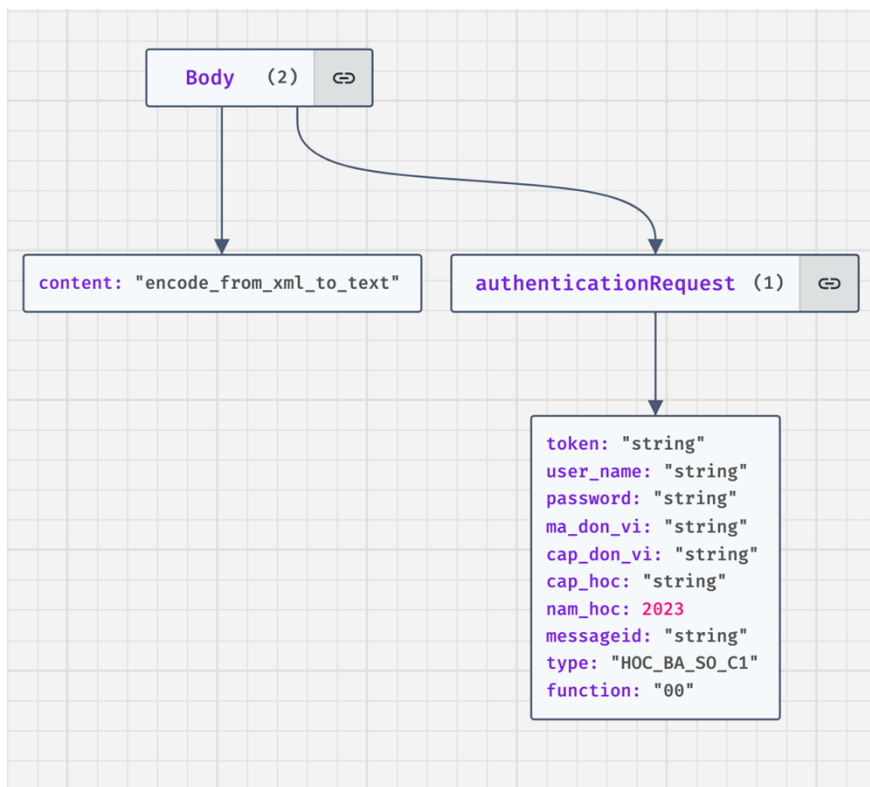 Body (2)
content: "encode_from_xml_to_text"
authenticationRequest (1)
token: "string"
user_name: "string"
password: "string"
ma_don_vi: "string"
cap_don_vi: "string"
cap_hoc: "string"
nam_hoc: 2023
messageid: "string"
type: "HOC_BA_SO_C1"
function: "00"